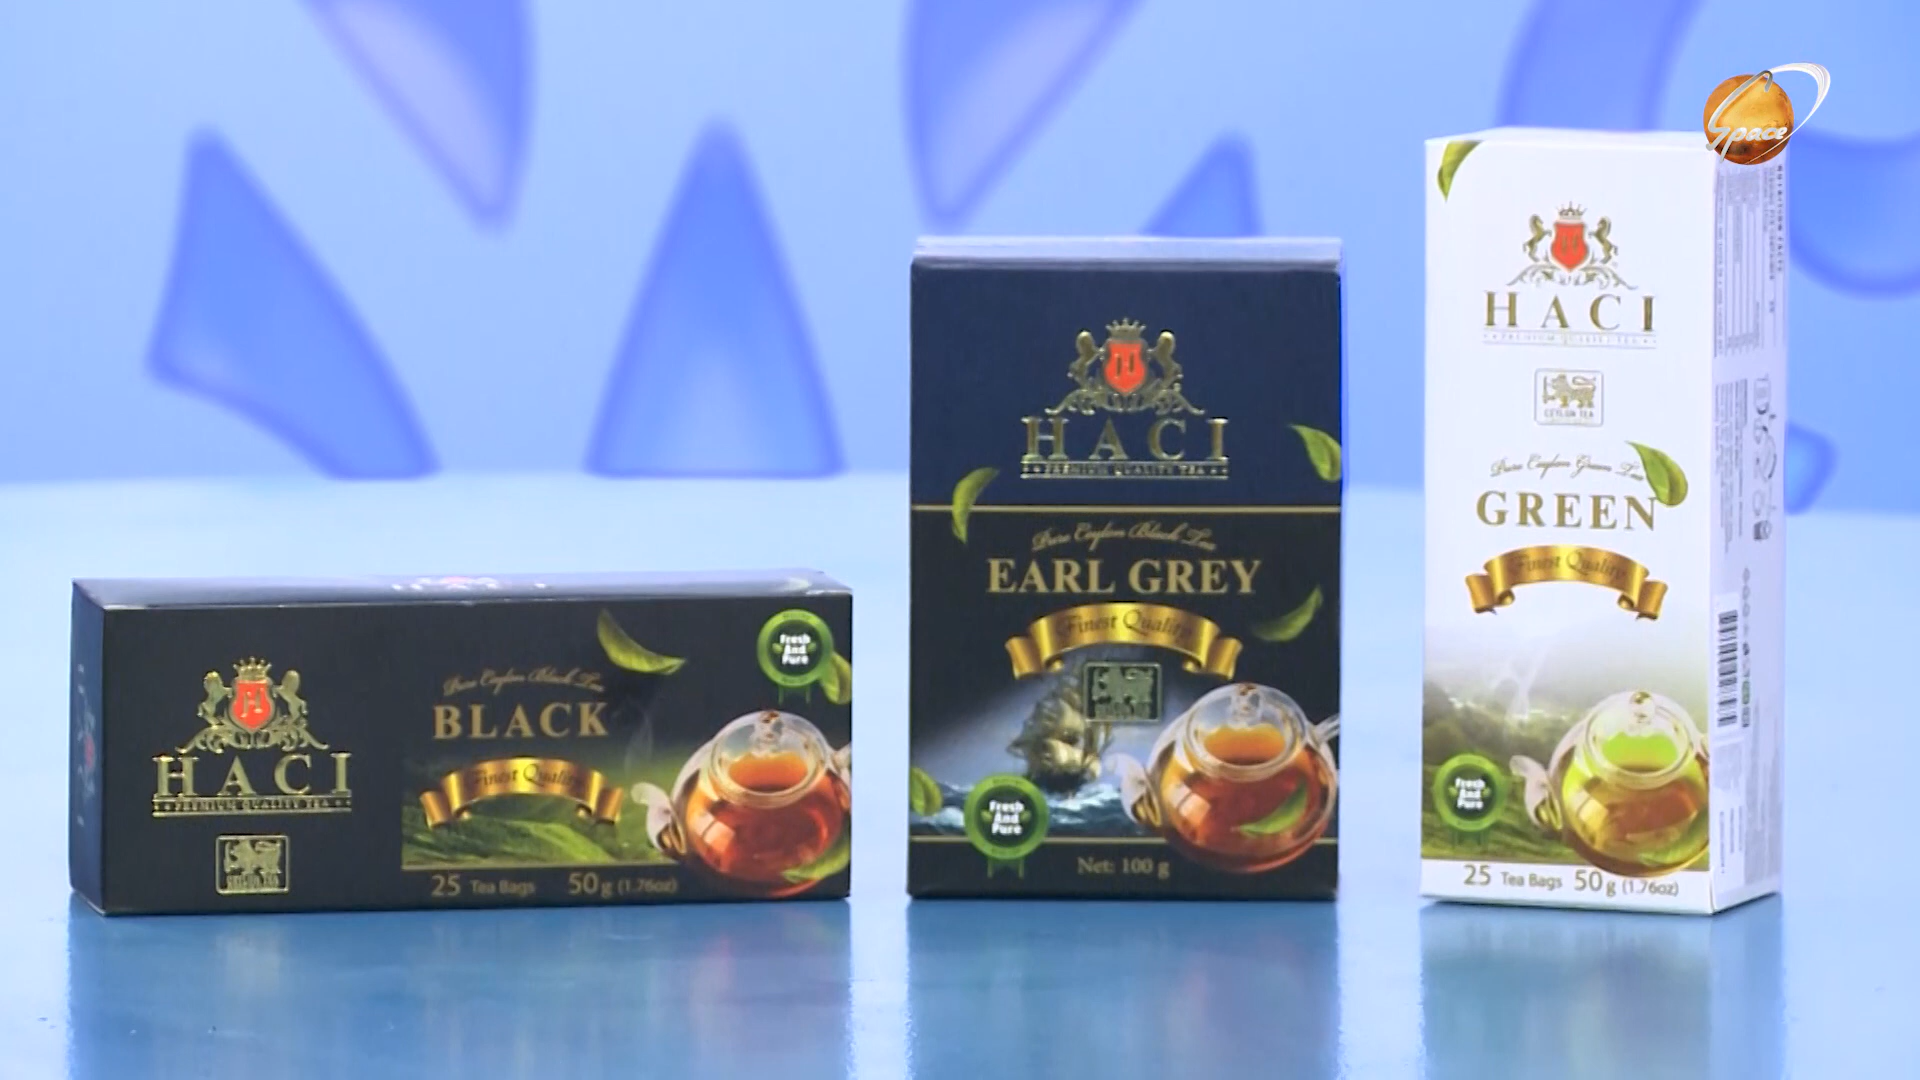 Space
H
HACI
PREMIUM QUALITY TEA
Pure Ceylon Black Tea
BLACK
Finest Quality
Fresh
And
Pure
25 Tea Bags 50g (1.76oz)
H
HACI
PREMIUM QUALITY TEA
Pure Ceylon Black Tea
EARL GREY
Finest Quality
Fresh
And
Pure
Net: 100 g
HACI
PREMIUM QUALITY TEA
CEYLON TEA
Pure Ceylon Green Tea
GREEN
Finest Quality
Fresh
And
Pure
25 Tea Bags 50g (1.76oz)